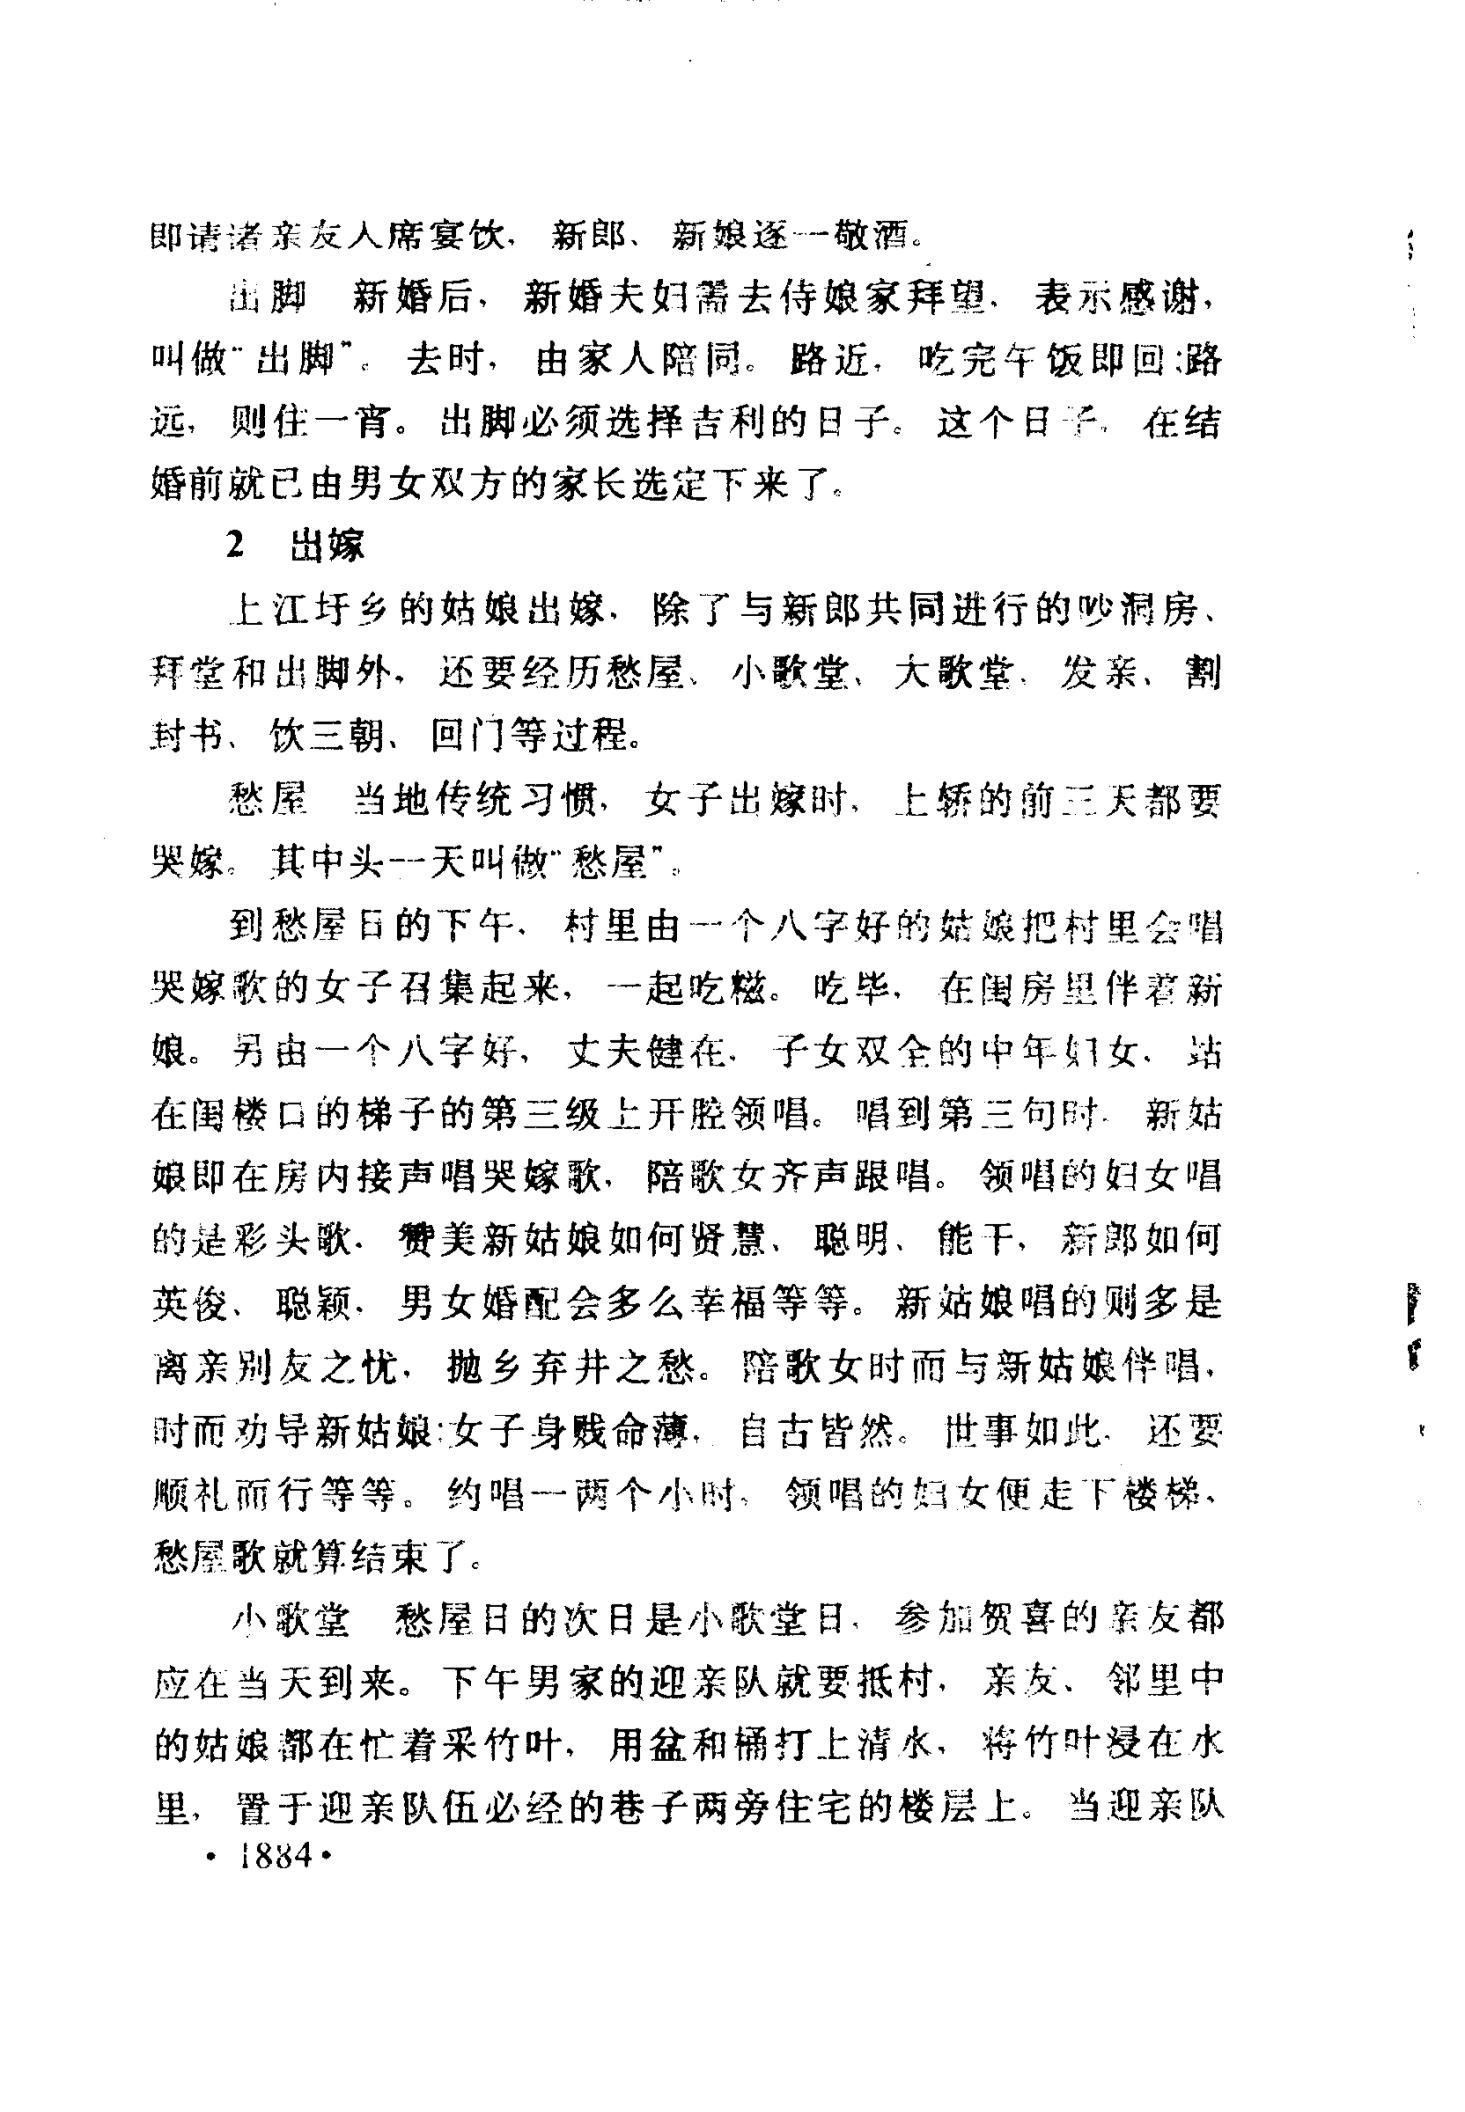 即请诸亲友入席宴饮，新郎、新娘逐一敬酒。
出脚　新婚后，新婚夫妇需去侍娘家拜望，表示感谢，
叫做“出脚”。去时，由家人陪同。路近，吃完午饭即回；路
远，则住一宵。出脚必须选择吉利的日子。这个日子，在结
婚前就已由男女双方的家长选定下来了。
2　出嫁
上江圩乡的姑娘出嫁，除了与新郎共同进行的吵洞房、
拜堂和出脚外，还要经历愁屋、小歌堂、大歌堂、发亲、割
封书、饮三朝、回门等过程。
愁屋　当地传统习惯，女子出嫁时，上轿的前三天都要
哭嫁。其中头一天叫做“愁屋”。
到愁屋日的下午，村里由一个八字好的姑娘把村里会唱
哭嫁歌的女子召集起来，一起吃糍。吃毕，在闺房里伴着新
娘。另由一个八字好，丈夫健在，子女双全的中年妇女，站
在闺楼口的梯子的第三级上开腔领唱。唱到第三句时，新姑
娘即在房内接声唱哭嫁歌，陪歌女齐声跟唱。领唱的妇女唱
的是彩头歌，赞美新姑娘如何贤慧、聪明、能干，新郎如何
英俊、聪颖，男女婚配会多么幸福等等。新姑娘唱的则多是
离亲别友之忧，抛乡弃井之愁。陪歌女时而与新姑娘伴唱，
时而劝导新姑娘：女子身贱命薄，自古皆然。世事如此，还要
顺礼而行等等。约唱一两个小时，领唱的妇女便走下楼梯，
愁屋歌就算结束了。
小歌堂　愁屋日的次日是小歌堂日，参加贺喜的亲友都
应在当天到来。下午男家的迎亲队就要抵村，亲友、邻里中
的姑娘都在忙着采竹叶，用盆和桶打上清水，将竹叶浸在水
里，置于迎亲队伍必经的巷子两旁住宅的楼层上。当迎亲队
·1884·